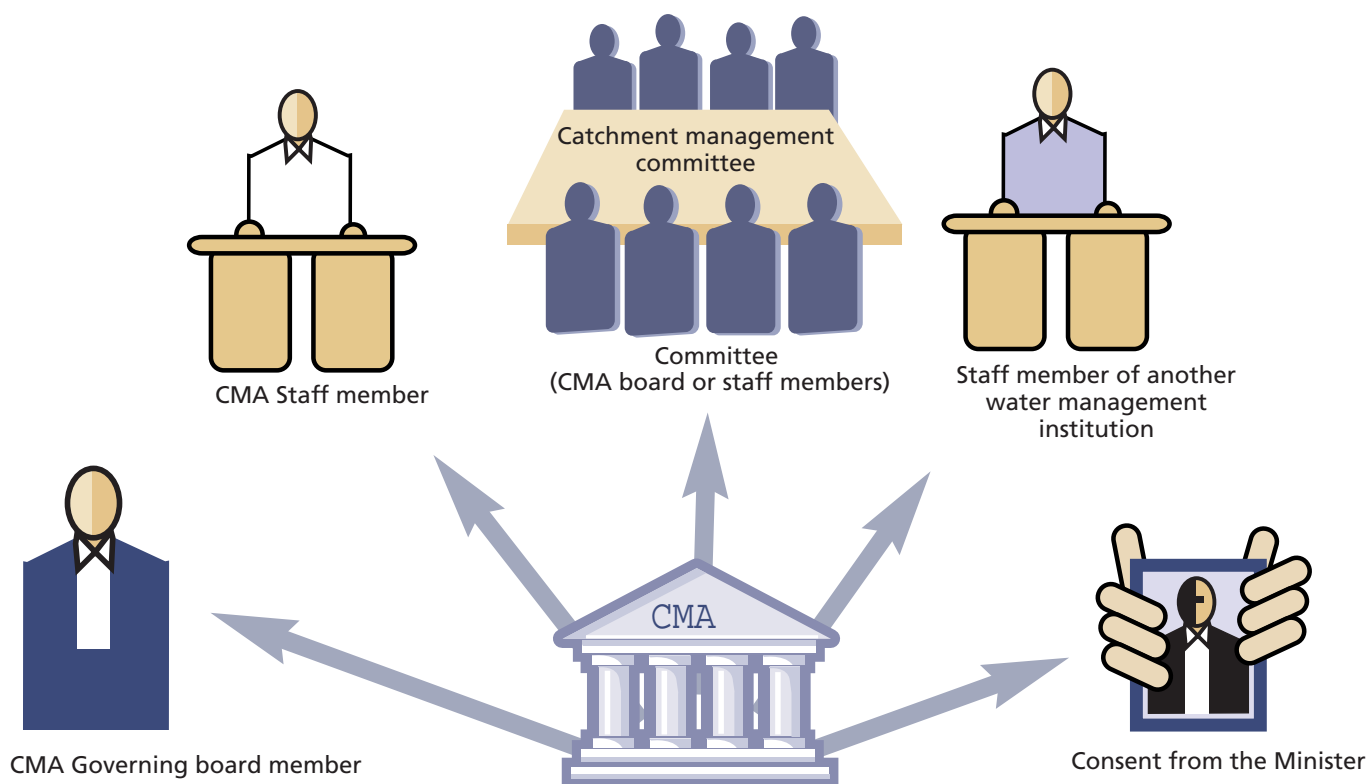 Catchment management
committee
Committee
(CMA board or staff members)
CMA Staff member
Staff member of another
water management
institution
CMA
CMA Governing board member
Consent from the Minister